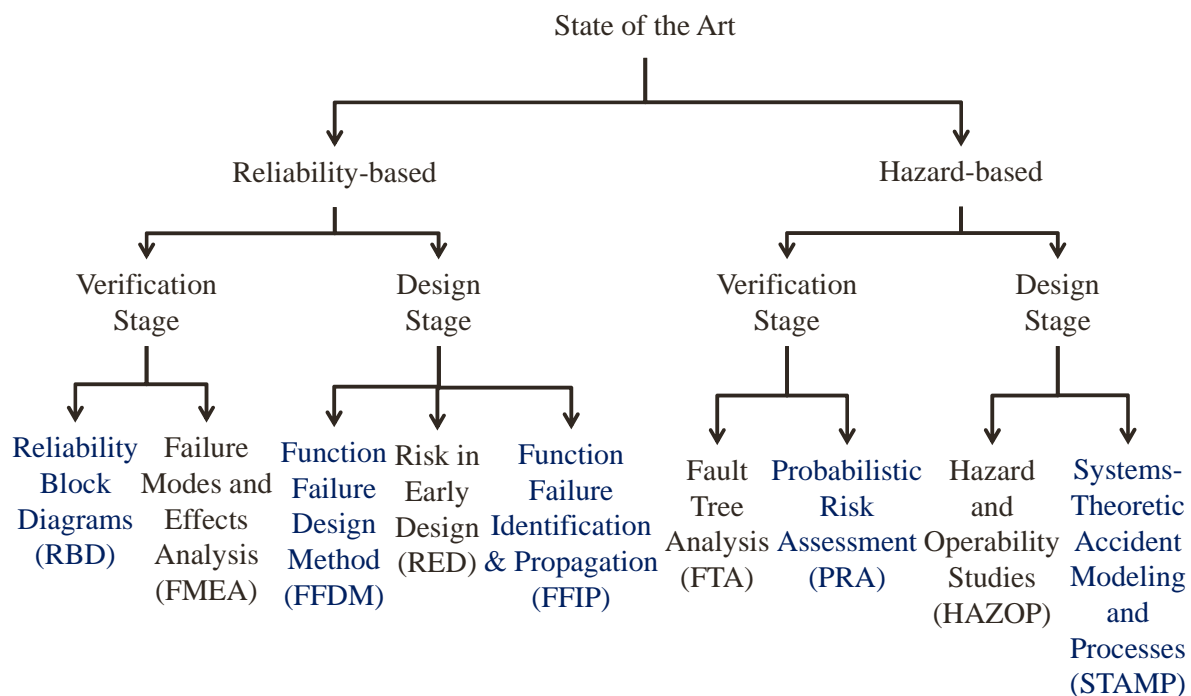 State of the Art
Reliability-based
Hazard-based
Verification
Stage
Design
Stage
Verification
Stage
Design
Stage
Reliability
Block
Diagrams
(RBD)
Failure
Modes and
Effects
Analysis
(FMEA)
Function
Failure
Design
Method
(FFDM)
Risk in
Early
Design
(RED)
Function
Failure
Identification
& Propagation
(FFIP)
Fault
Tree
Analysis
(FTA)
Probabilistic
Risk
Assessment
(PRA)
Hazard
and
Operability
Studies
(HAZOP)
Systems-
Theoretic
Accident
Modeling
and
Processes
(STAMP)